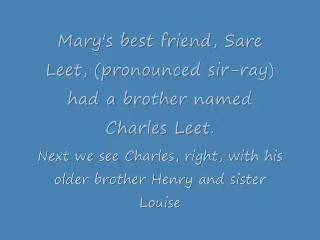 Mary's best friend, Sare
Leet, (pronounced sir-ray)
had a brother named
Charles Leet.
Next we see Charles, right, with his
older brother Henry and sister
Louise